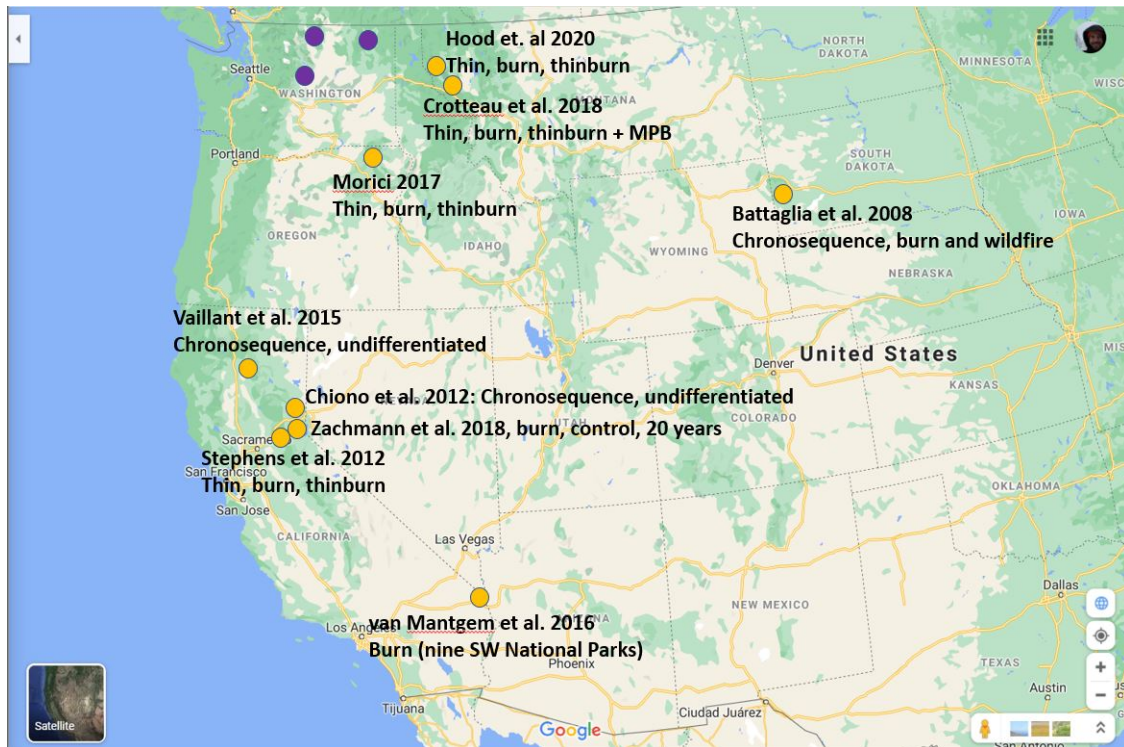 Hood et. al 2020
Thin, burn, thinburn
Crotteau et al. 2018
Thin, burn, thinburn + MPB
Morici 2017
Thin, burn, thinburn
Battaglia et al. 2008
Chronosequence, burn and wildfire
Vaillant et al. 2015
Chronosequence, undifferentiated
Chiono et al. 2012: Chronosequence, undifferentiated
Zachmann et al. 2018, burn, control, 20 years
Stephens et al. 2012
Thin, burn, thinburn
van Mantgem et al. 2016
Burn (nine SW National Parks)
Seattle
WASHINGTON
Portland
OREGON
IDAHO
NORTH
DAKOTA
MINNESOTA
SOUTH
DAKOTA
WYOMING
IOWA
NEBRASKA
United States
Denver
COLORADO
KANSAS
UTAH
San Francisco
San Jose
CALIFORNIA
Las Vegas
OKLAHOMA
Los Angeles
Phoenix
NEW MEXICO
Dallas
TEXAS
Austin
San Antonio
Tijuana
Ciudad Juárez
Satellite
Google